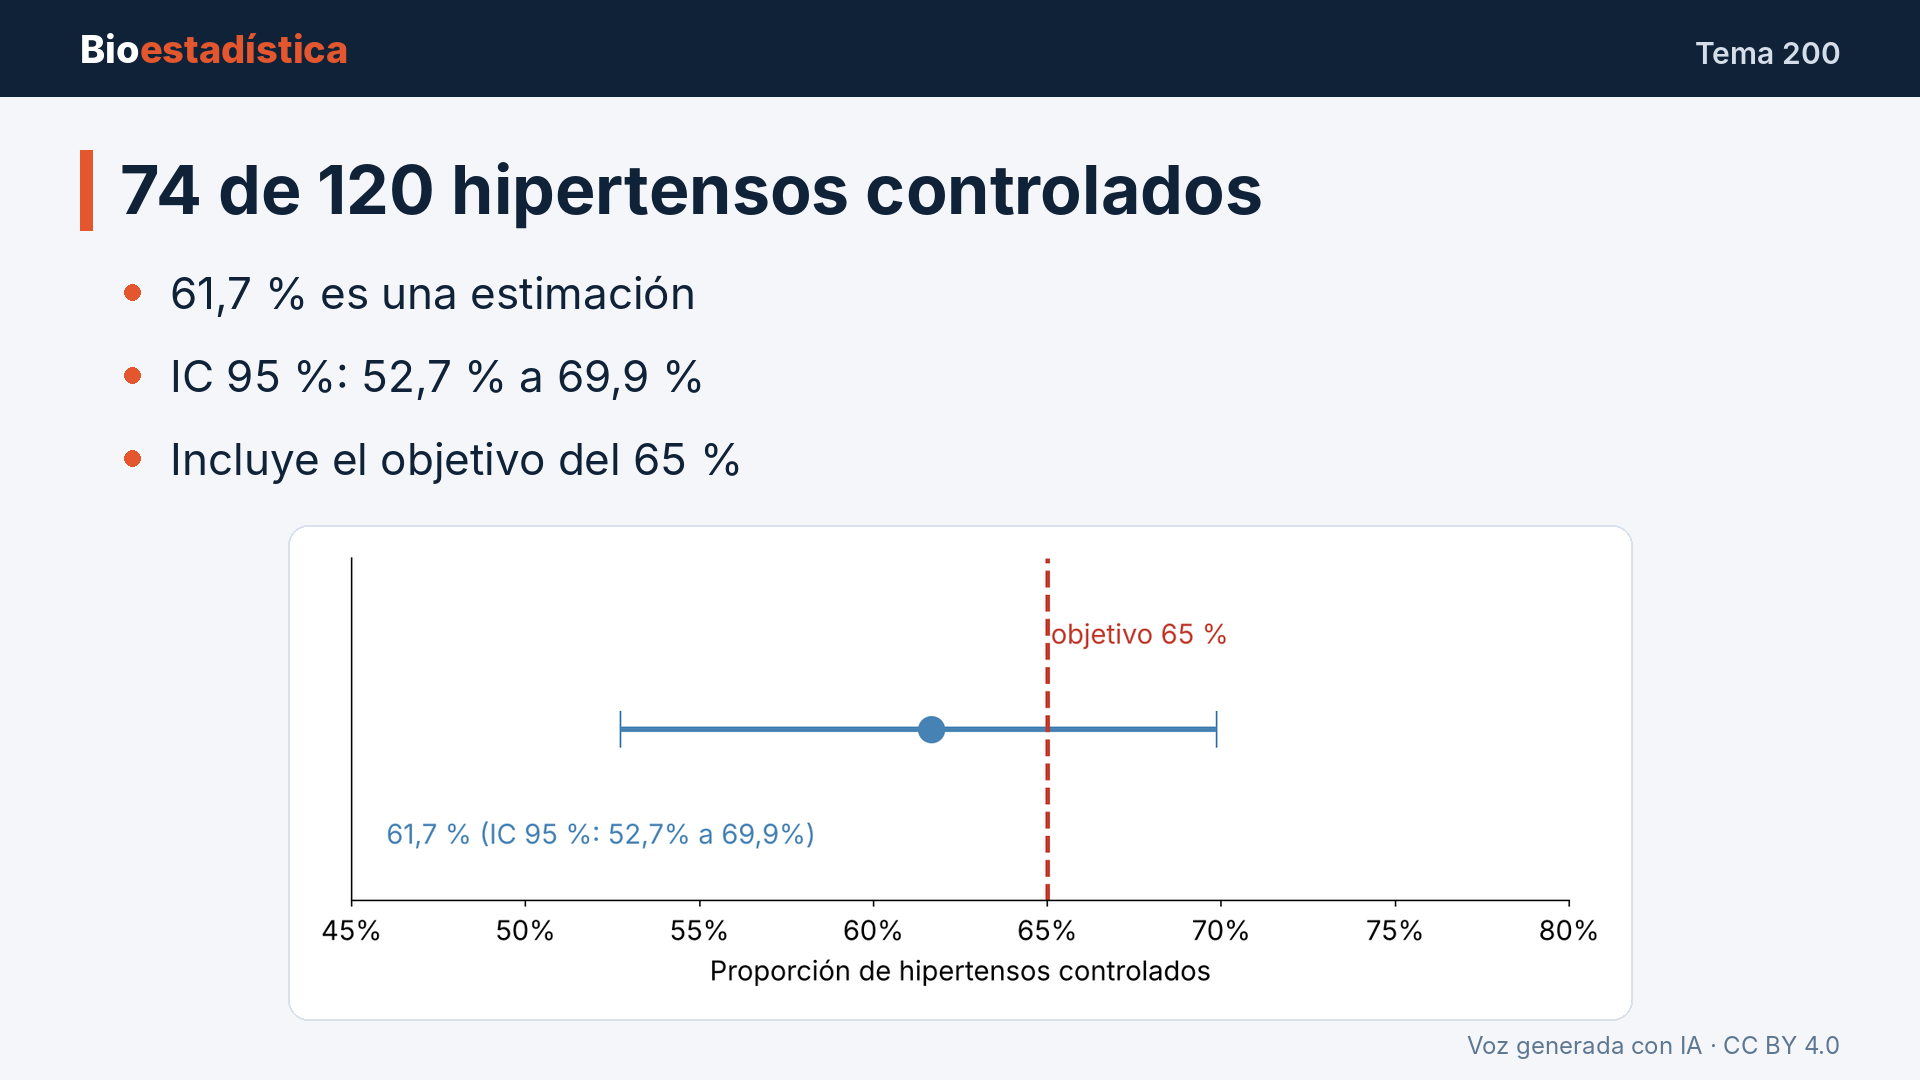 Bioestadística
Tema 200
74 de 120 hipertensos controlados
61,7 % es una estimación
IC 95 %: 52,7 % a 69,9 %
Incluye el objetivo del 65 %
objetivo 65 %
61,7 % (IC 95 %: 52,7% a 69,9%)
45% 50% 55% 60% 65% 70% 75% 80%
Proporción de hipertensos controlados
Voz generada con IA · CC BY 4.0